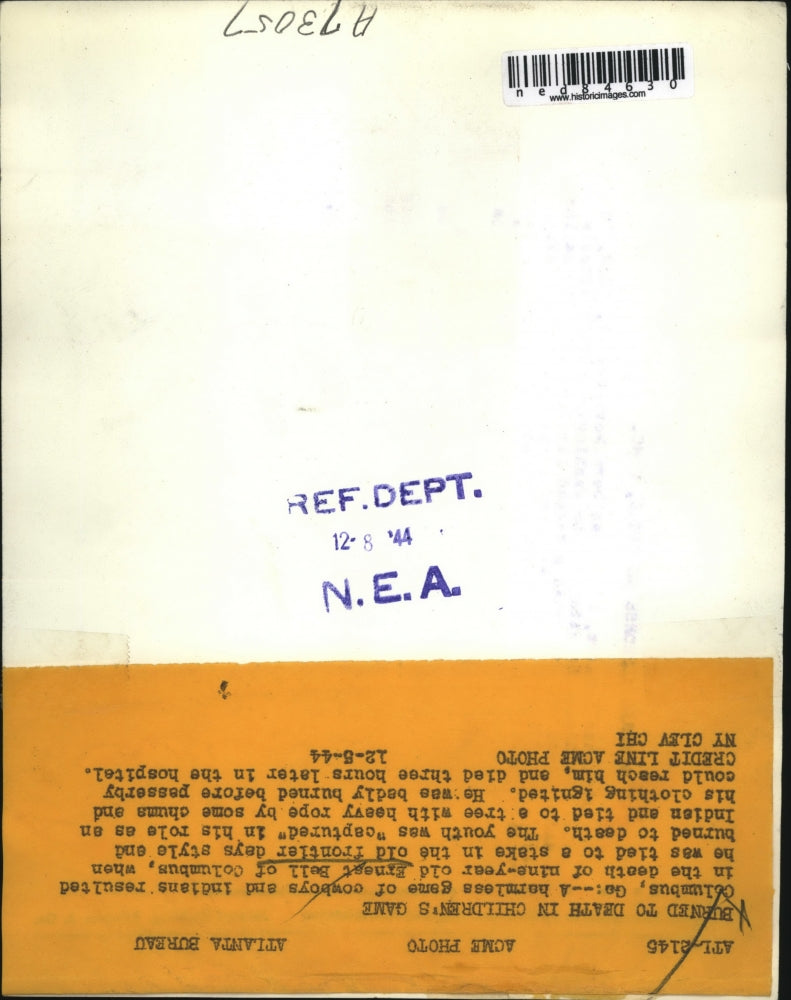 A73057
ned84630
www.historicimages.com
REF. DEPT.
12-8 '44
N.E.A.
ATL-2145 ACME PHOTO ATLANTA BUREAU
BURNED TO DEATH IN CHILDREN'S GAME
Columbus, Ga:--A harmless game of cowboys and indians resulted
in the death of nine-year old Ernest Bell of Columbus, when
he was tied to a stake in the old frontier days style and
burned to death. The youth was "captured" in his role as an
Indian and tied to a tree with heavy rope by some chums and
his clothing ignited. He was badly burned before passerby
could reach him, and died three hours later in the hospital.
CREDIT LINE ACME PHOTO 12-5-44
NY CLEV CHI